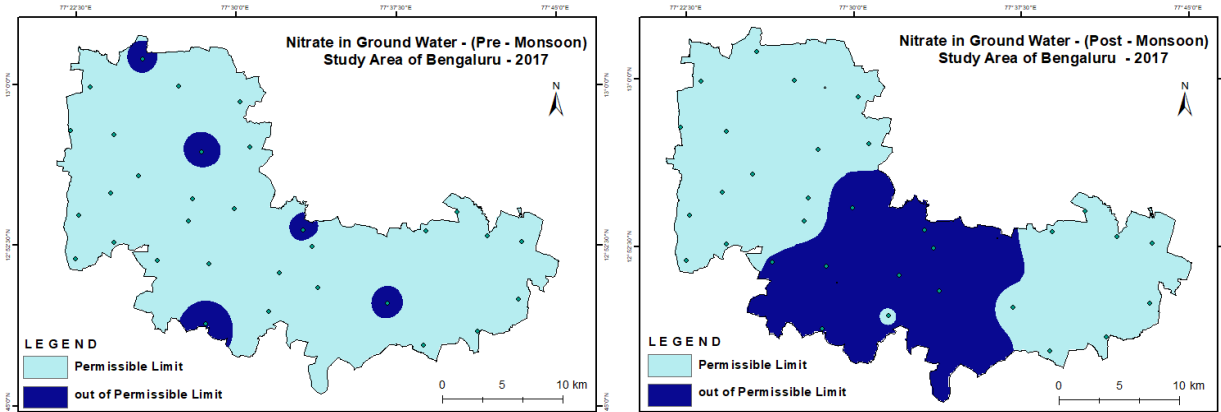 77° 22'30"E 77° 30'0"E 77° 37'30"E 77° 45'0"E
Nitrate in Ground Water - (Pre - Monsoon)
Study Area of Bengaluru - 2017
N
13°0'0"N
12° 52'30"N
LEGEND
Permissible Limit
out of Permissible Limit
0 5 10 km
77° 22'30"E 77° 30'0"E 77° 37'30"E
Nitrate in Ground Water - (Post - Monsoon)
Study Area of Bengaluru - 2017
N
13°0'0"N
12° 52'30"N
LEGEND
Permissible Limit
out of Permissible Limit
0 5 10 km